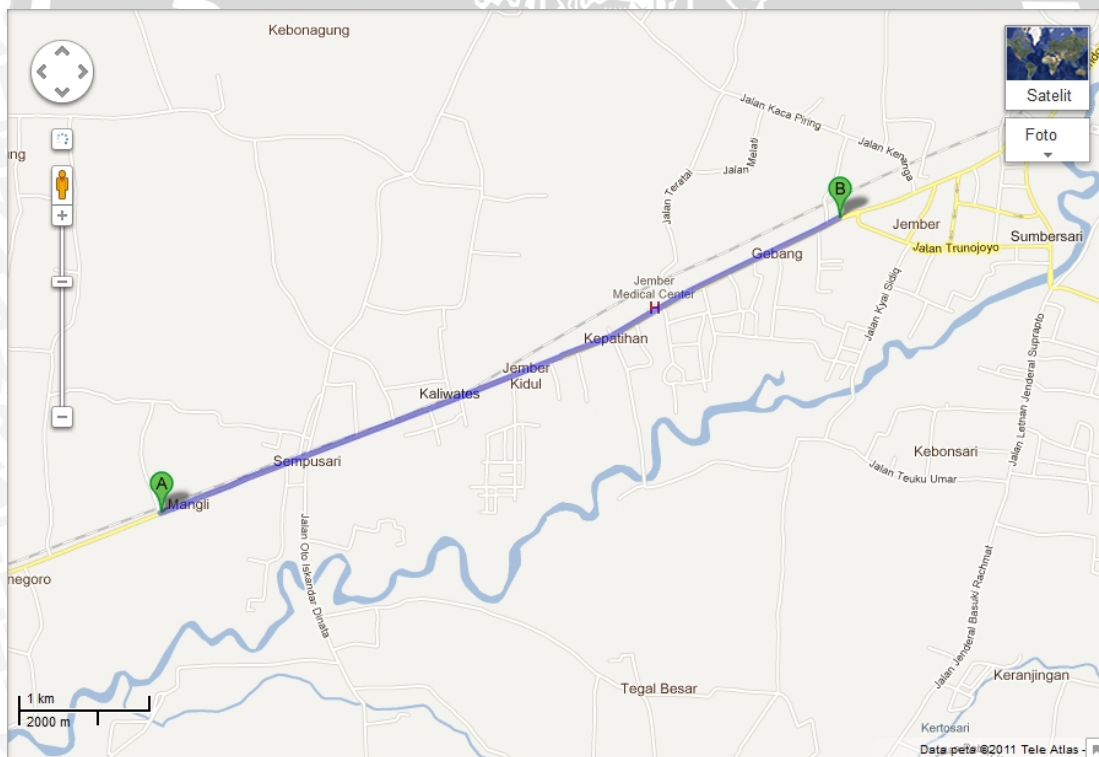 Kebonagung
Satelit
Foto
Jalan Kaca Piring
Jalan Kenanga
Jalan Melati
Jalan Teratai
ung
B
Jember
Sumbersari
Jalan Trunojoyo
Gebang
Jember
Medical Center
H
Jalan Kyai Sidiq
Kepatihan
Jember
Kidul
Kaliwates
Jalan Letnan Jenderal Suprapto
Sempusari
Kebonsari
Jalan Teuku Umar
A
Mangli
Jalan Oto Iskandar Dinata
negoro
Jalan Jenderal Basuki Rachmat
Keranjingan
Tegal Besar
1 km
2000 m
Kertosari
Data peta ©2011 Tele Atlas -